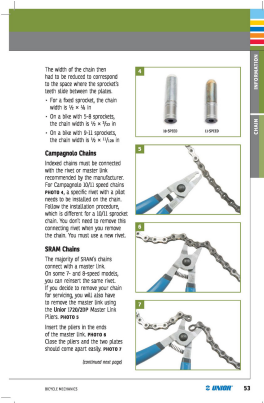 The width of the chain then
had to be reduced to correspond
to the space where the sprocket's
teeth slide between the plates.
• For a fixed sprocket, the chain
width is ½ × ⅛ in
• On a bike with 5–8 sprockets,
the chain width is ½ × ³⁄₃₂ in
• On a bike with 9–11 sprockets,
the chain width is ½ × ¹¹⁄₁₂₈ in
Campagnolo Chains
Indexed chains must be connected
with the rivet or master link
recommended by the manufacturer.
For Campagnolo 10/11 speed chains
PHOTO 4, a specific rivet with a pilot
needs to be installed on the chain.
Follow the installation procedure,
which is different for a 10/11 sprocket
chain. You don't need to remove this
connecting rivet when you remove
the chain. You must use a new rivet.
SRAM Chains
The majority of SRAM's chains
connect with a master link.
On some 7- and 8-speed models,
you can reinsert the same rivet.
If you decide to remove your chain
for servicing, you will also have
to remove the master link using
the Unior 1720/2DP Master Link
Pliers. PHOTO 5
Insert the pliers in the ends
of the master link. PHOTO 6
Close the pliers and the two plates
should come apart easily. PHOTO 7
(continued next page)
4
10-SPEED
11-SPEED
5
6
7
INFORMATION
CHAIN
BICYCLE MECHANICS
UNIOR
53